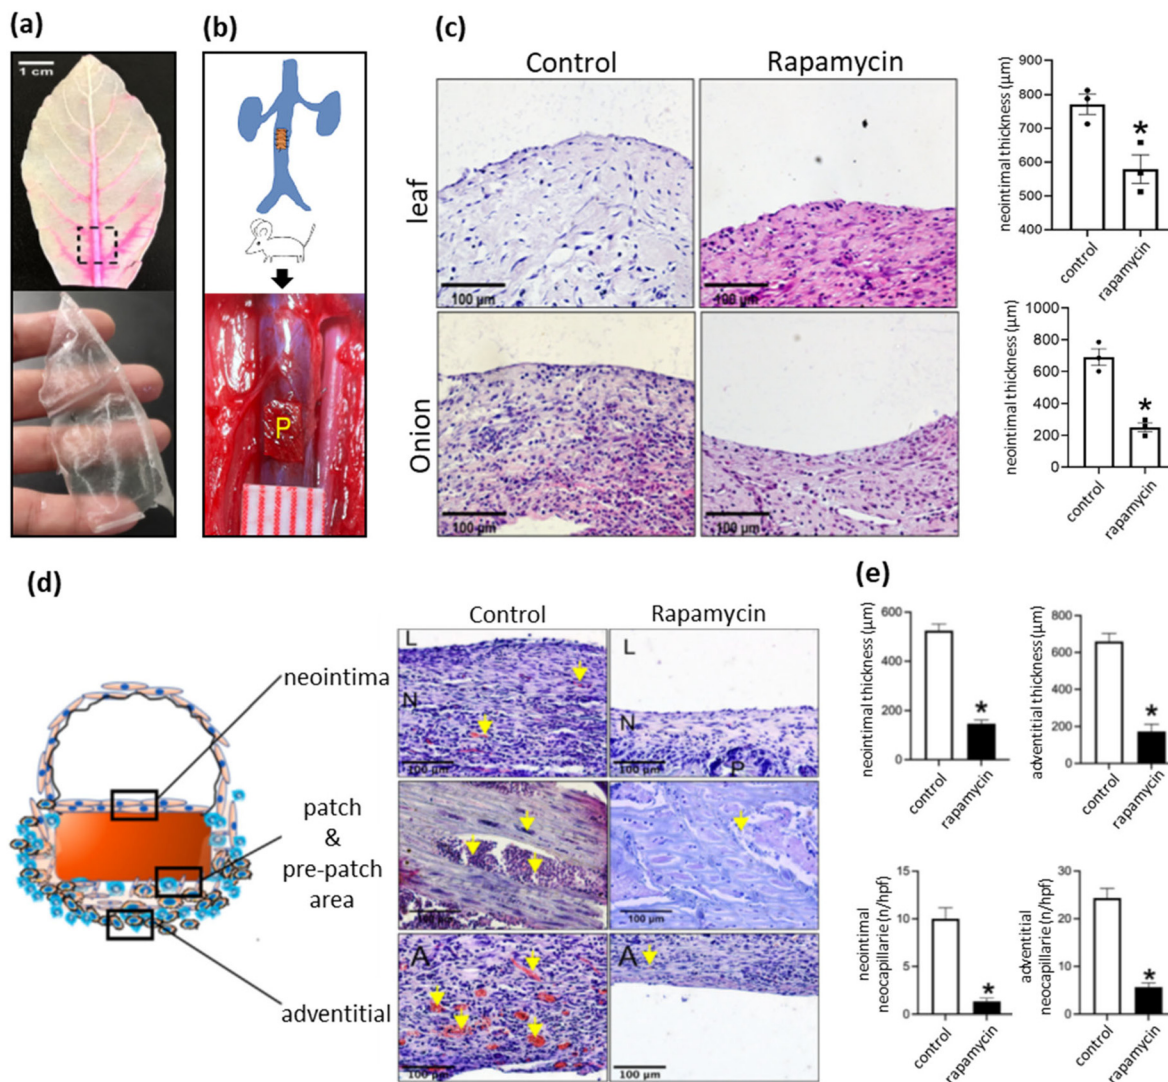 (a)
1 cm
(b)
P
(c)
Control
Rapamycin
leaf
100 µm
100 µm
Onion
100 µm
100 µm
neointimal thickness (µm)
900
800
700
600
500
400
control
rapamycin
*
neointimal thickness (µm)
1000
800
600
400
200
0
control
rapamycin
*
(d)
neointima
patch
&
pre-patch
area
adventitial
Control
Rapamycin
L
N
100 µm
L
N
P
100 µm
100 µm
100 µm
A
100 µm
A
100 µm
(e)
neointimal thickness (µm)
600
400
200
0
control
rapamycin
*
adventitial thickness (µm)
800
600
400
200
0
control
rapamycin
*
neointimal
neocapillarie (n/hpf)
15
10
5
0
control
rapamycin
*
adventitial
neocapillarie (n/hpf)
30
20
10
0
control
rapamycin
*